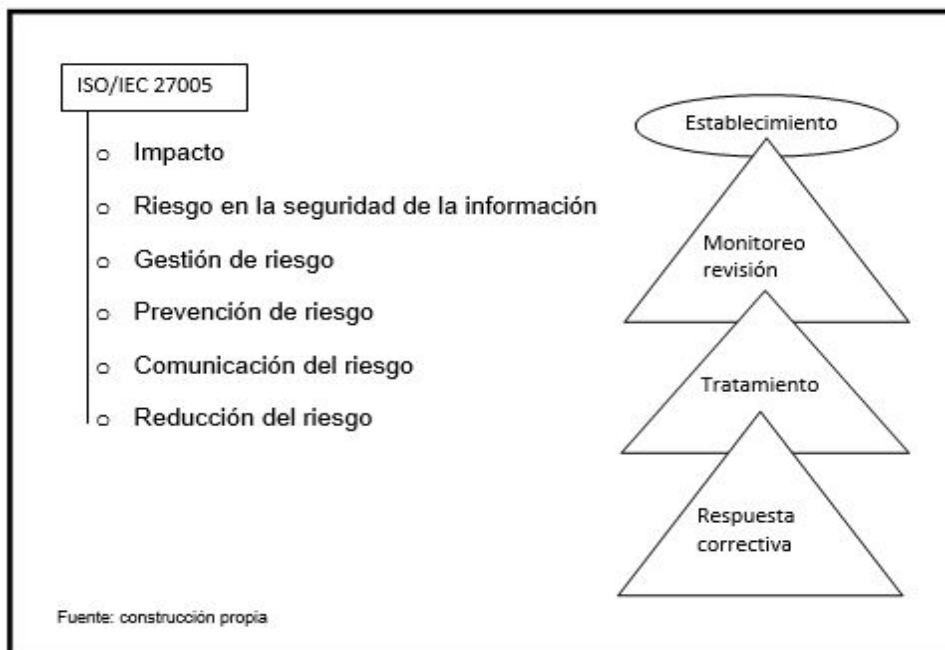 ISO/IEC 27005
Impacto
Riesgo en la seguridad de la información
Gestión de riesgo
Prevención de riesgo
Comunicación del riesgo
Reducción del riesgo
Establecimiento
Monitoreo
revisión
Tratamiento
Respuesta
correctiva
Fuente: construcción propia